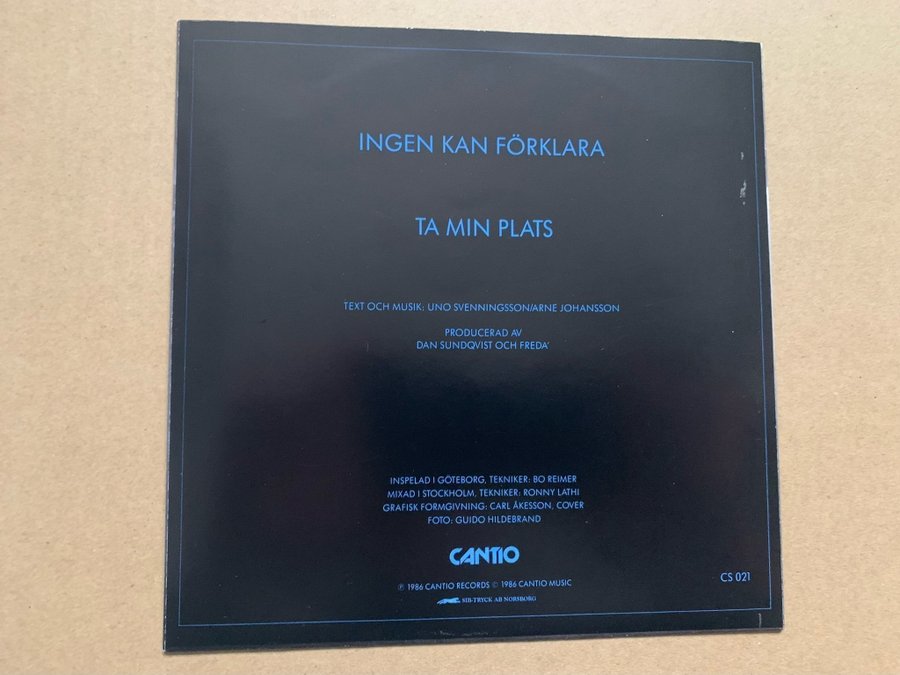 INGEN KAN FÖRKLARA
TA MIN PLATS
TEXT OCH MUSIK: UNO SVENNINGSSON/ARNE JOHANSSON
PRODUCERAD AV
DAN SUNDQVIST OCH FREDA'
INSPELAD I GÖTEBORG, TEKNIKER: BO REIMER
MIXAD I STOCKHOLM, TEKNIKER: RONNY LATHI
GRAFISK FORMGIVNING: CARL ÅKESSON, COVER
FOTO: GUIDO HILDEBRAND
CANTIO
℗ 1986 CANTIO RECORDS © 1986 CANTIO MUSIC
CS 021
SIB-TRYCK AB NORSBORG